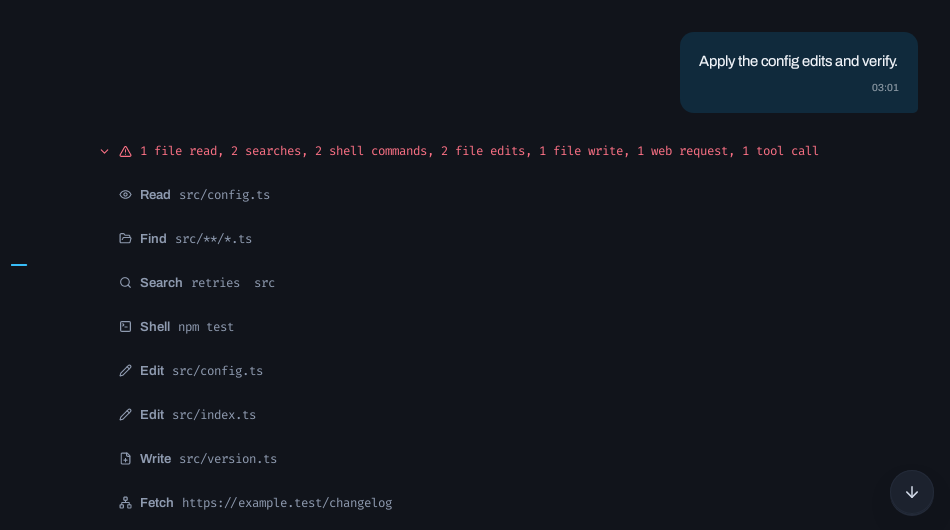 Apply the config edits and verify.
03:01
1 file read, 2 searches, 2 shell commands, 2 file edits, 1 file write, 1 web request, 1 tool call
Read src/config.ts
Find src/**/*.ts
Search retries src
Shell npm test
Edit src/config.ts
Edit src/index.ts
Write src/version.ts
Fetch https://example.test/changelog